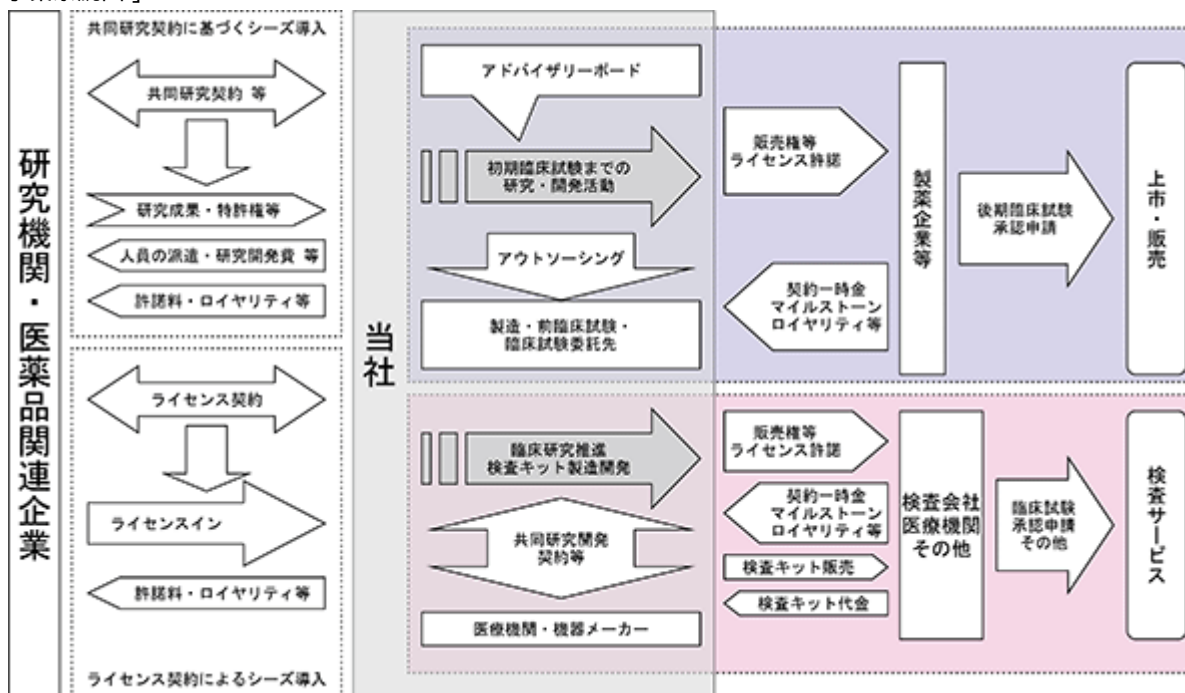 研究機関・医薬品関連企業
共同研究契約に基づくシーズ導入
共同研究契約 等
研究成果・特許権等
人員の派遣・研究開発費 等
許諾料・ロイヤリティ等
ライセンス契約
ライセンスイン
許諾料・ロイヤリティ等
ライセンス契約によるシーズ導入
当社
アドバイザリーボード
初期臨床試験までの
研究・開発活動
アウトソーシング
製造・前臨床試験・
臨床試験委託先
販売権等
ライセンス許諾
契約一時金
マイルストーン
ロイヤリティ等
製薬企業等
後期臨床試験
承認申請
上市・販売
臨床研究推進
検査キット製造開発
共同研究開発
契約等
医療機関・機器メーカー
販売権等
ライセンス許諾
契約一時金
マイルストーン
ロイヤリティ等
検査キット販売
検査キット代金
検査会社
医療機関
その他
臨床試験
承認申請
その他
検査サービス